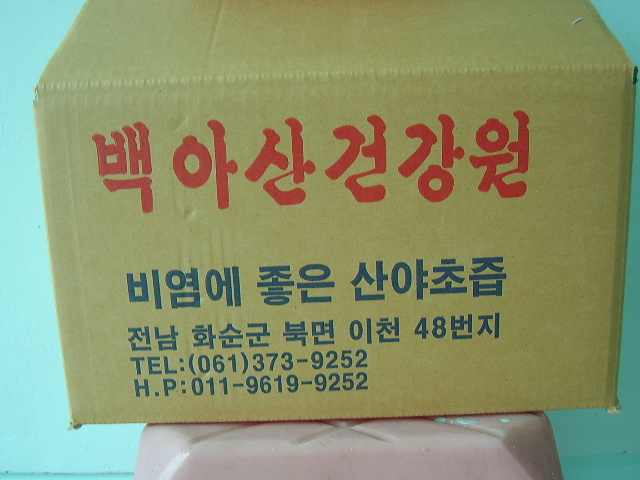 백아산건강원
비염에 좋은 산야초즙
전남 화순군 북면 이천 48번지
TEL:(061)373-9252
H.P:011-9619-9252